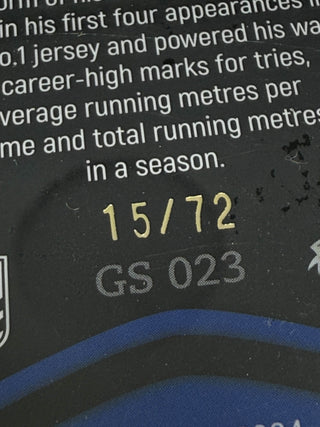 in his first four appearances
o.1 jersey and powered his wa
career-high marks for tries,
verage running metres per
me and total running metres
in a season.
15/72
GS 023